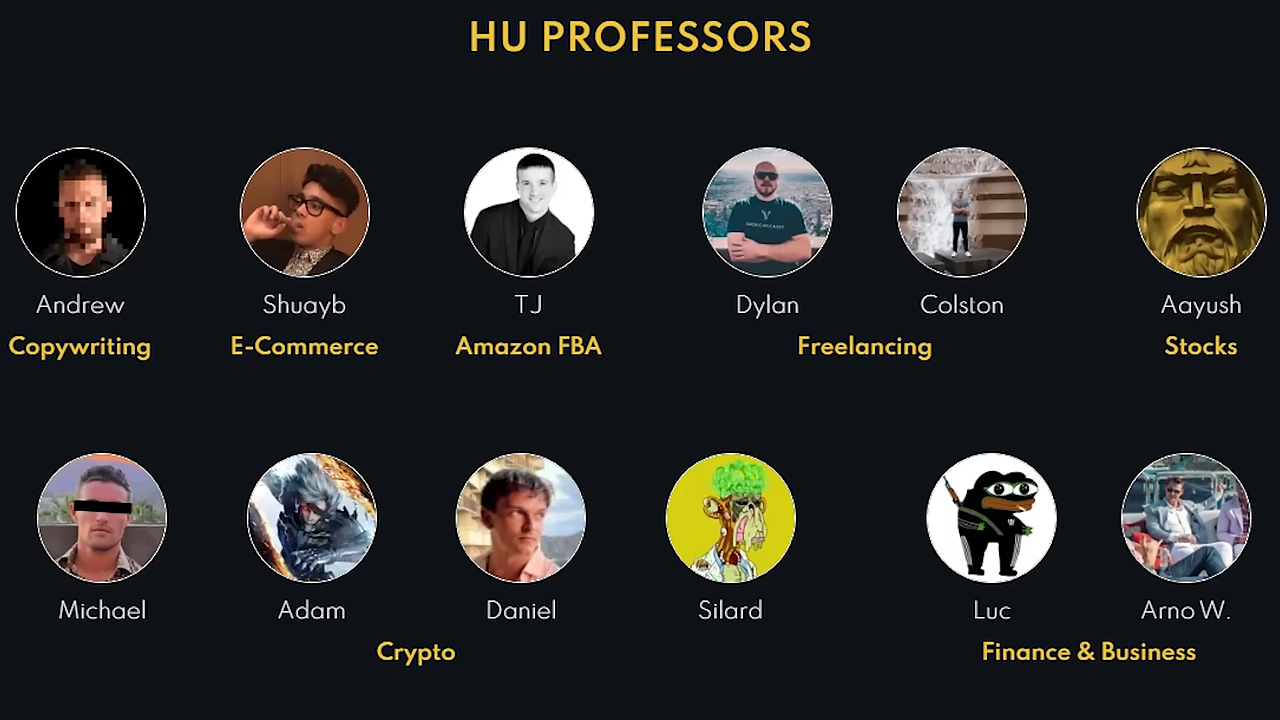 HU PROFESSORS
Andrew
Shuayb
TJ
Dylan
Colston
Aayush
Copywriting
E-Commerce
Amazon FBA
Freelancing
Stocks
Michael
Adam
Daniel
Silard
Luc
Arno W.
Crypto
Finance & Business